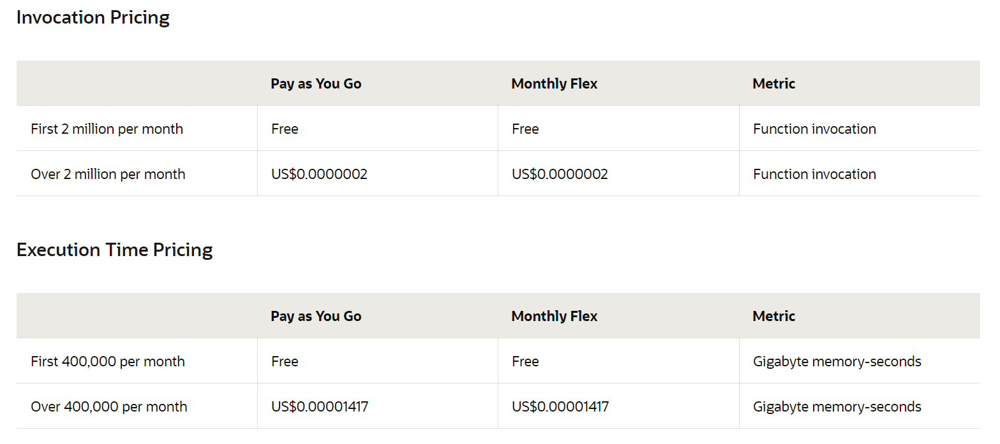 Invocation Pricing
Pay as You Go Monthly Flex Metric
First 2 million per month Free Free Function invocation
Over 2 million per month US$0.0000002 US$0.0000002 Function invocation
Execution Time Pricing
Pay as You Go Monthly Flex Metric
First 400,000 per month Free Free Gigabyte memory-seconds
Over 400,000 per month US$0.00001417 US$0.00001417 Gigabyte memory-seconds